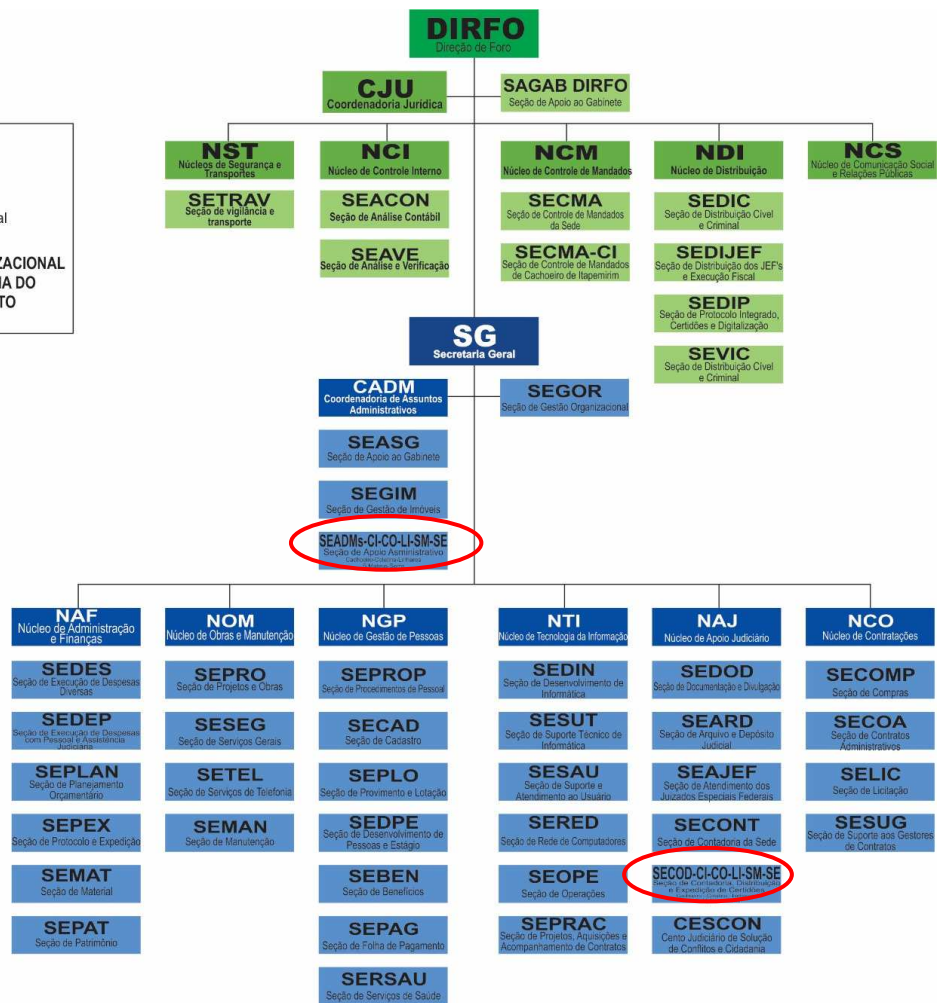 DIRFO
Direção de Foro
CJU
Coordenadoria Jurídica
SAGAB DIRFO
Seção de Apoio ao Gabinete
al
ZACIONAL
IA DO
TO
NST
Núcleos de Segurança e
Transportes
NCI
Núcleo de Controle Interno
NCM
Núcleo de Controle de Mandados
NDI
Núcleo de Distribuição
NCS
Núcleo de Comunicação Social
e Relações Públicas
SETRAV
Seção de vigilância e
transporte
SEACON
Seção de Análise Contábil
SECMA
Seção de Controle de Mandados
da Sede
SEDIC
Seção de Distribuição Cível
e Criminal
SEAVE
Seção de Análise e Verificação
SECMA-CI
Seção de Controle de Mandados
de Cachoeiro de Itapemirim
SEDIJEF
Seção de Distribuição dos JEF's
e Execução Fiscal
SEDIP
Seção de Protocolo Integrado,
Certidões e Digitalização
SEVIC
Seção de Distribuição Cível
e Criminal
SG
Secretaria Geral
CADM
Coordenadoria de Assuntos
Administrativos
SEGOR
Seção de Gestão Organizacional
SEASG
Seção de Apoio ao Gabinete
SEGIM
Seção de Gestão de Imóveis
SEADMs-CI-CO-LI-SM-SE
Seção de Apoio Asministrativo
NAF
Núcleo de Administração
e Finanças
NOM
Núcleo de Obras e Manutenção
NGP
Núcleo de Gestão de Pessoas
NTI
Núcleo de Tecnologia da Informação
NAJ
Núcleo de Apoio Judiciário
NCO
Núcleo de Contratações
SEDES
Seção de Execução de Despesas
Diversas
SEPRO
Seção de Projetos e Obras
SEPROP
Seção de Procedimentos de Pessoal
SEDIN
Seção de Desenvolvimento de
Informática
SEDOD
Seção de Documentação e Divulgação
SECOMP
Seção de Compras
SEDEP
Seção de Execução de Despesas
com Pessoal e Assistência
Judiciária
SESEG
Seção de Serviços Gerais
SECAD
Seção de Cadastro
SESUT
Seção de Suporte Técnico de
Informática
SEARD
Seção de Arquivo e Depósito
Judicial
SECOA
Seção de Contratos
Administrativos
SEPLAN
Seção de Planejamento
Orçamentário
SETEL
Seção de Serviços de Telefonia
SEPLO
Seção de Provimento e Lotação
SESAU
Seção de Suporte e
Atendimento ao Usuário
SEAJEF
Seção de Atendimento dos
Juizados Especiais Federais
SELIC
Seção de Licitação
SEPEX
Seção de Protocolo e Expedição
SEMAN
Seção de Manutenção
SEDPE
Seção de Desenvolvimento de
Pessoas e Estágio
SERED
Seção de Rede de Computadores
SECONT
Seção de Contadoria da Sede
SESUG
Seção de Suporte aos Gestores
de Contratos
SEMAT
Seção de Material
SEBEN
Seção de Benefícios
SEOPE
Seção de Operações
SECOD-CI-CO-LI-SM-SE
Seção de Contadoria, Distribuição
e Expedição de Certidões
SEPAT
Seção de Patrimônio
SEPAG
Seção de Folha de Pagamento
SEPRAC
Seção de Projetos, Aquisições e
Acompanhamento de Contratos
CESCON
Cento Judiciário de Solução
de Conflitos e Cidadania
SERSAU
Seção de Serviços de Saúde